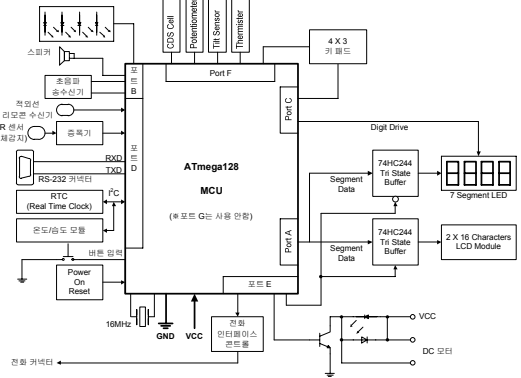 CDS Cell
Potentiometer
Tilt Sensor
Thermister
4 X 3
키 패드
스피커
포트 B
Port F
Port C
초음파
송수신기
적외선
리모콘 수신기
R 센서
체감지)
증폭기
포트 D
Digit Drive
RXD
TXD
RS-232 커넥터
ATmega128
MCU
(※포트 G는 사용 안함)
74HC244
Tri State
Buffer
Segment
Data
7 Segment LED
I²C
RTC
(Real Time Clock)
온도/습도 모듈
버튼 입력
Port A
74HC244
Tri State
Buffer
Segment
Data
2 X 16 Characters
LCD Module
Power
On
Reset
포트 E
16MHz
GND
VCC
전화
인터페이스
콘트롤
전화 커넥터
VCC
DC 모터